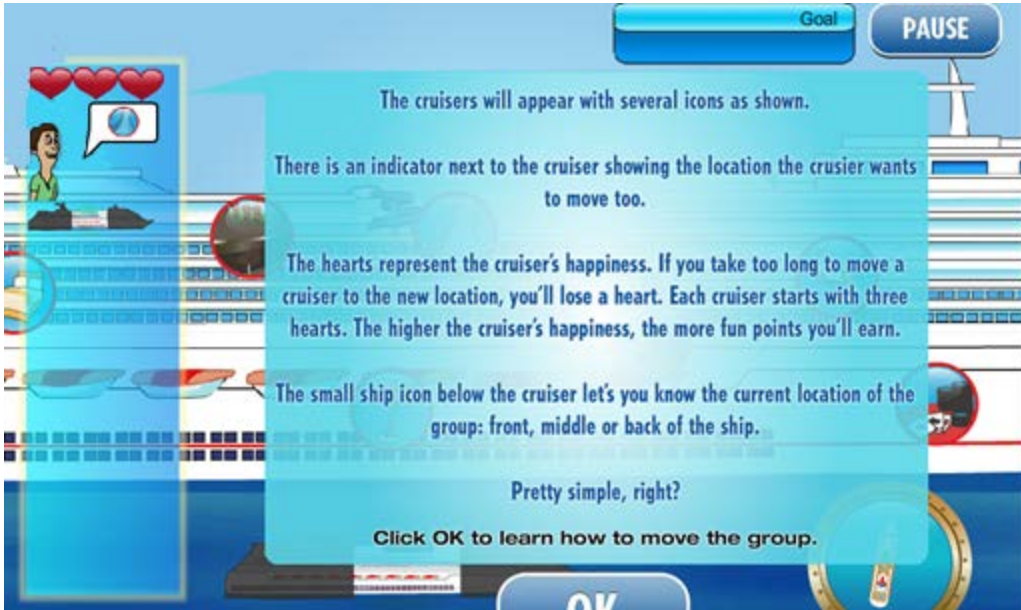 Goal
PAUSE
The cruisers will appear with several icons as shown.
There is an indicator next to the cruiser showing the location the crusier wants
to move too.
The hearts represent the cruiser's happiness. If you take too long to move a
cruiser to the new location, you'll lose a heart. Each cruiser starts with three
hearts. The higher the cruiser's happiness, the more fun points you'll earn.
The small ship icon below the cruiser let's you know the current location of the
group: front, middle or back of the ship.
Pretty simple, right?
Click OK to learn how to move the group.
OK